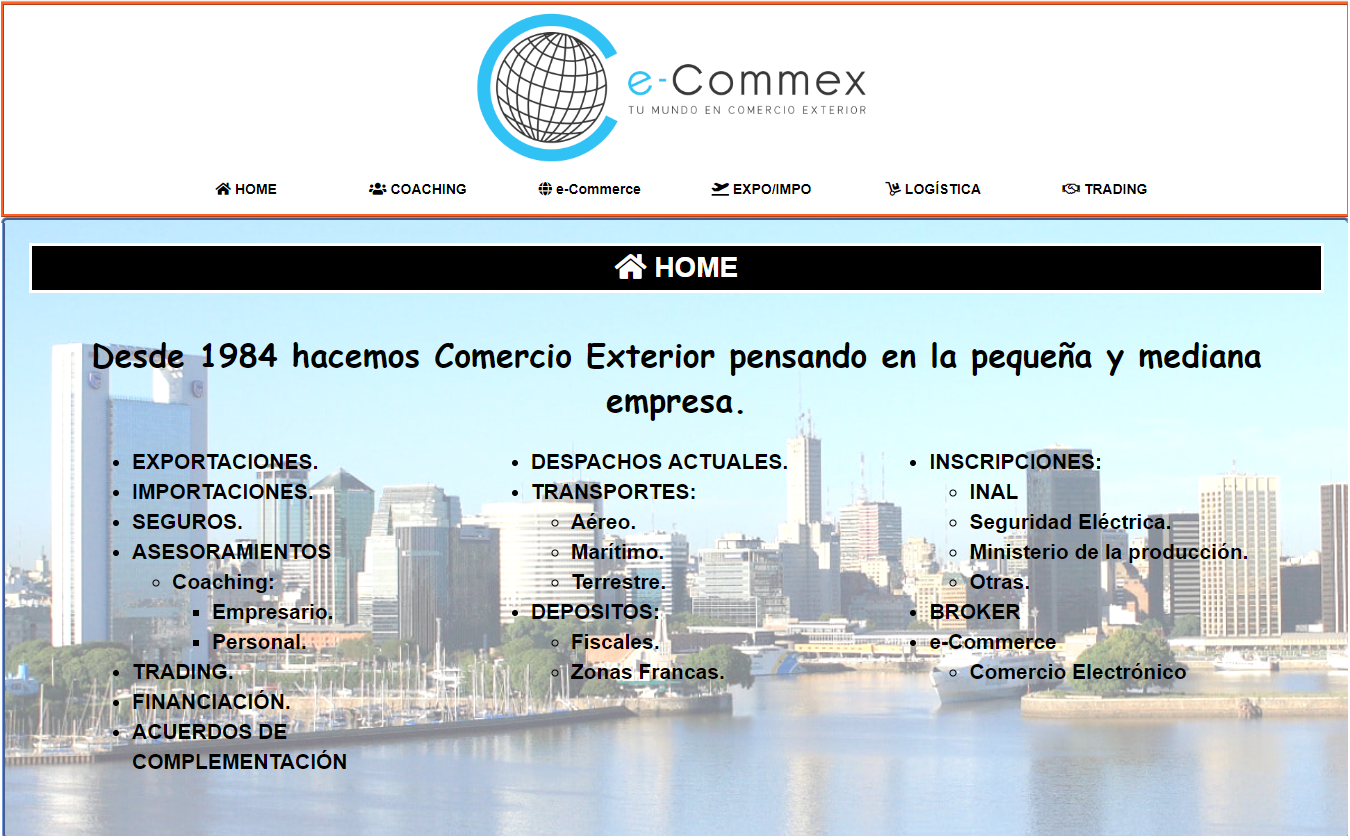 e-Commex
TU MUNDO EN COMERCIO EXTERIOR
HOME
COACHING
e-Commerce
EXPO/IMPO
LOGÍSTICA
TRADING
HOME
Desde 1984 hacemos Comercio Exterior pensando en la pequeña y mediana
empresa.
EXPORTACIONES.
IMPORTACIONES.
SEGUROS.
ASESORAMIENTOS
Coaching:
Empresario.
Personal.
TRADING.
FINANCIACIÓN.
ACUERDOS DE
COMPLEMENTACIÓN
DESPACHOS ACTUALES.
TRANSPORTES:
Aéreo.
Marítimo.
Terrestre.
DEPOSITOS:
Fiscales.
Zonas Francas.
INSCRIPCIONES:
INAL
Seguridad Eléctrica.
Ministerio de la producción.
Otras.
BROKER
e-Commerce
Comercio Electrónico